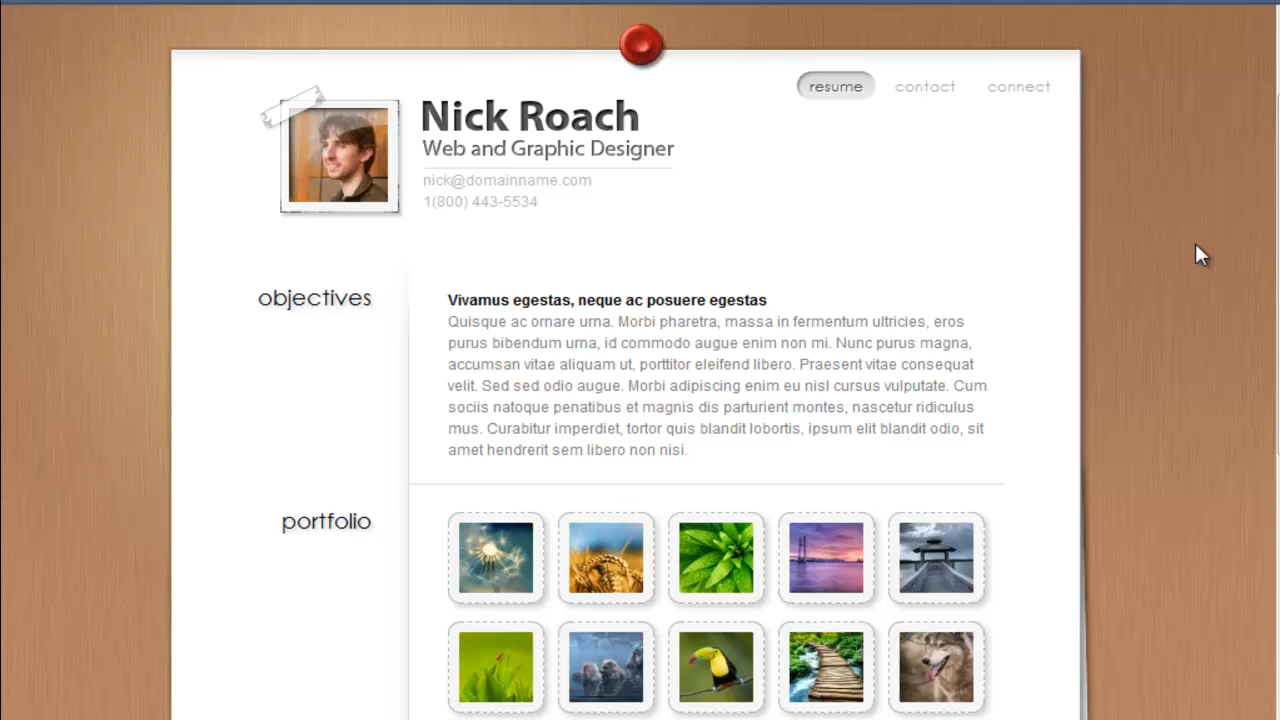 resume contact connect
Nick Roach
Web and Graphic Designer
nick@domainname.com
1(800) 443-5534
objectives
Vivamus egestas, neque ac posuere egestas
Quisque ac ornare urna. Morbi pharetra, massa in fermentum ultricies, eros
purus bibendum urna, id commodo augue enim non mi. Nunc purus magna,
accumsan vitae aliquam ut, porttitor eleifend libero. Praesent vitae consequat
velit. Sed sed odio augue. Morbi adipiscing enim eu nisl cursus vulputate. Cum
sociis natoque penatibus et magnis dis parturient montes, nascetur ridiculus
mus. Curabitur imperdiet, tortor quis blandit lobortis, ipsum elit blandit odio, sit
amet hendrerit sem libero non nisi.
portfolio